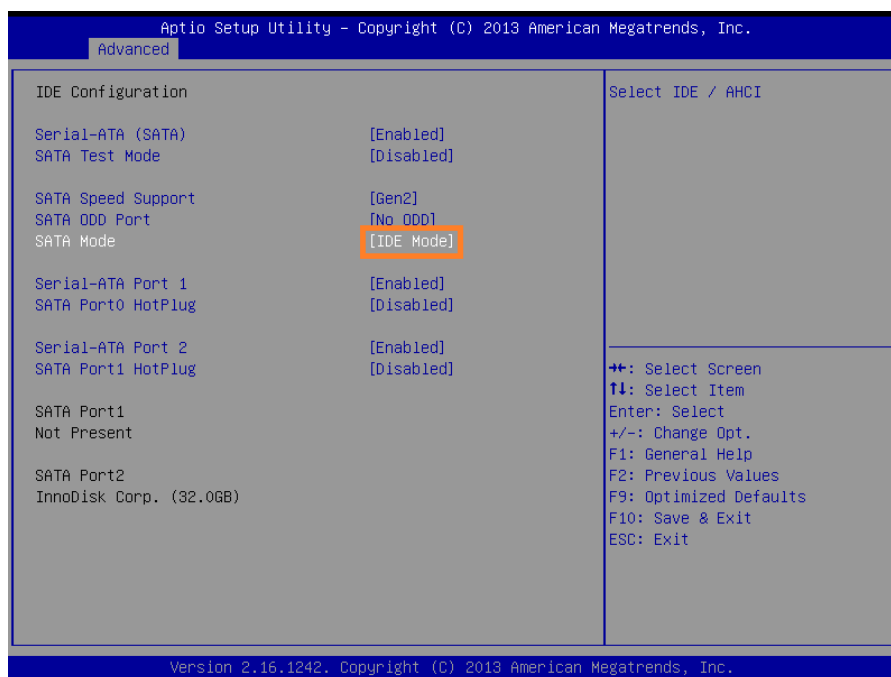 Aptio Setup Utility – Copyright (C) 2013 American Megatrends, Inc.
Advanced
IDE Configuration
Serial-ATA (SATA) [Enabled]
SATA Test Mode [Disabled]
SATA Speed Support [Gen2]
SATA ODD Port [No ODD]
SATA Mode [IDE Mode]
Serial-ATA Port 1 [Enabled]
SATA Port0 HotPlug [Disabled]
Serial-ATA Port 2 [Enabled]
SATA Port1 HotPlug [Disabled]
SATA Port1
Not Present
SATA Port2
InnoDisk Corp. (32.0GB)
Select IDE / AHCI
→←: Select Screen
↑↓: Select Item
Enter: Select
+/-: Change Opt.
F1: General Help
F2: Previous Values
F9: Optimized Defaults
F10: Save & Exit
ESC: Exit
Version 2.16.1242. Copyright (C) 2013 American Megatrends, Inc.